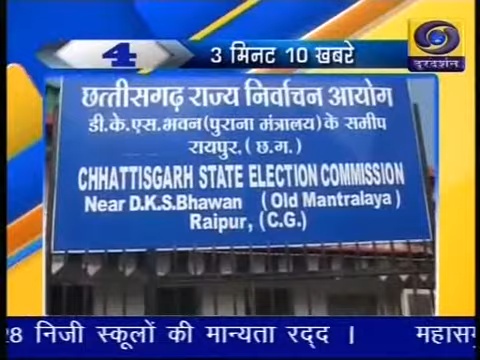 4
3 मिनट 10 खबरे
दूरदर्शन
छत्तीसगढ़ राज्य निर्वाचन आयोग
डी.के.एस.भवन(पुराना मंत्रालय) के समीप
रायपुर, (छ.ग.)
CHHATTISGARH STATE ELECTION COMMISSION
Near D.K.S.Bhawan (Old Mantralaya)
Raipur, (C.G.)
28 निजी स्कूलों की मान्यता रद्द ।